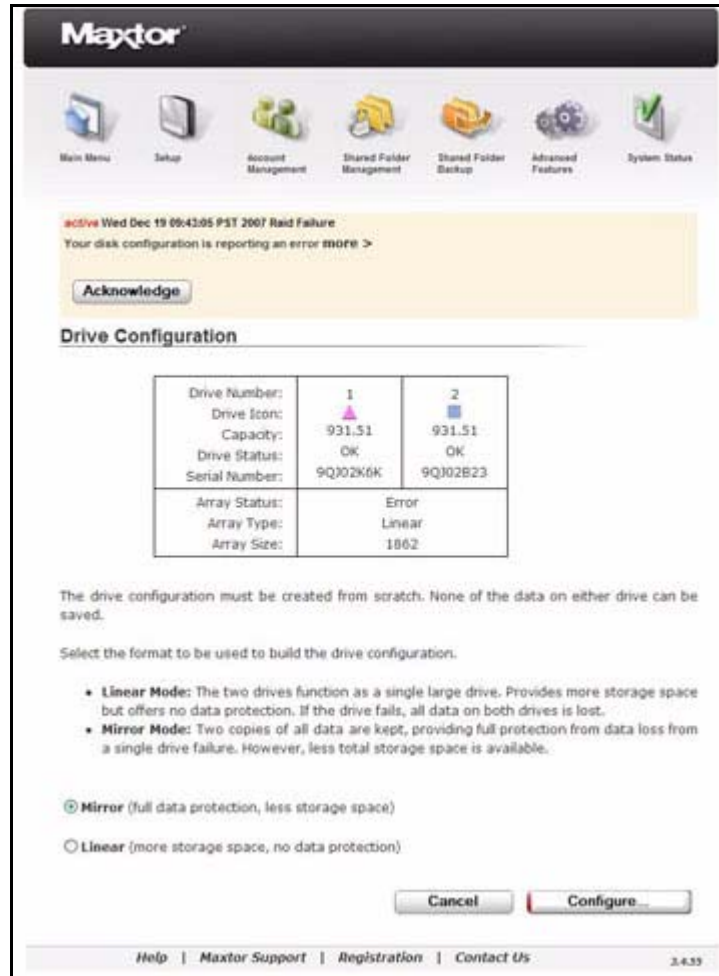 Maxtor
Main Menu
Setup
Account Management
Shared Folder Management
Shared Folder Backup
Advanced Features
System Status
active Wed Dec 19 09:43:05 PST 2007 Raid Failure
Your disk configuration is reporting an error more >
Acknowledge
Drive Configuration
Drive Number: 1 2
Drive Icon:
Capacity: 931.51 931.51
Drive Status: OK OK
Serial Number: 9QJ02K6K 9QJ02B23
Array Status: Error
Array Type: Linear
Array Size: 1862
The drive configuration must be created from scratch. None of the data on either drive can be
saved.
Select the format to be used to build the drive configuration.
• Linear Mode: The two drives function as a single large drive. Provides more storage space
but offers no data protection. If the drive fails, all data on both drives is lost.
• Mirror Mode: Two copies of all data are kept, providing full protection from data loss from
a single drive failure. However, less total storage space is available.
Mirror (full data protection, less storage space)
Linear (more storage space, no data protection)
Cancel
Configure...
Help | Maxtor Support | Registration | Contact Us